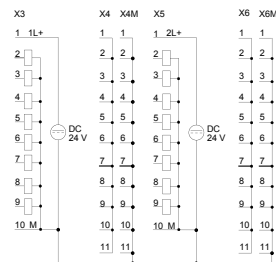 X3 X4 X4M X5 X6 X6M
1 1L+ 1 1 1 2L+ 1 1
2 2 2 2 2 2
3 3 3 3 3 3
4 4 4 4 4 4
5 5 5 5 5 5
DC
24 V
DC
24 V
6 6 6 6 6 6
7 7 7 7 7 7
8 8 8 8 8 8
9 9 9 9 9 9
10 M 10 10 10 M 10 10
11 11 11 11